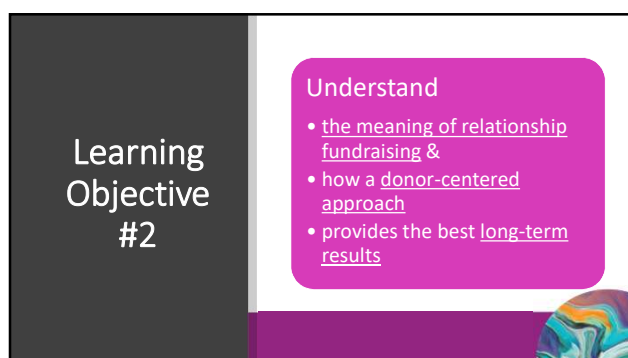 Learning
Objective
#2
Understand
• the meaning of relationship
fundraising &
• how a donor-centered
approach
• provides the best long-term
results